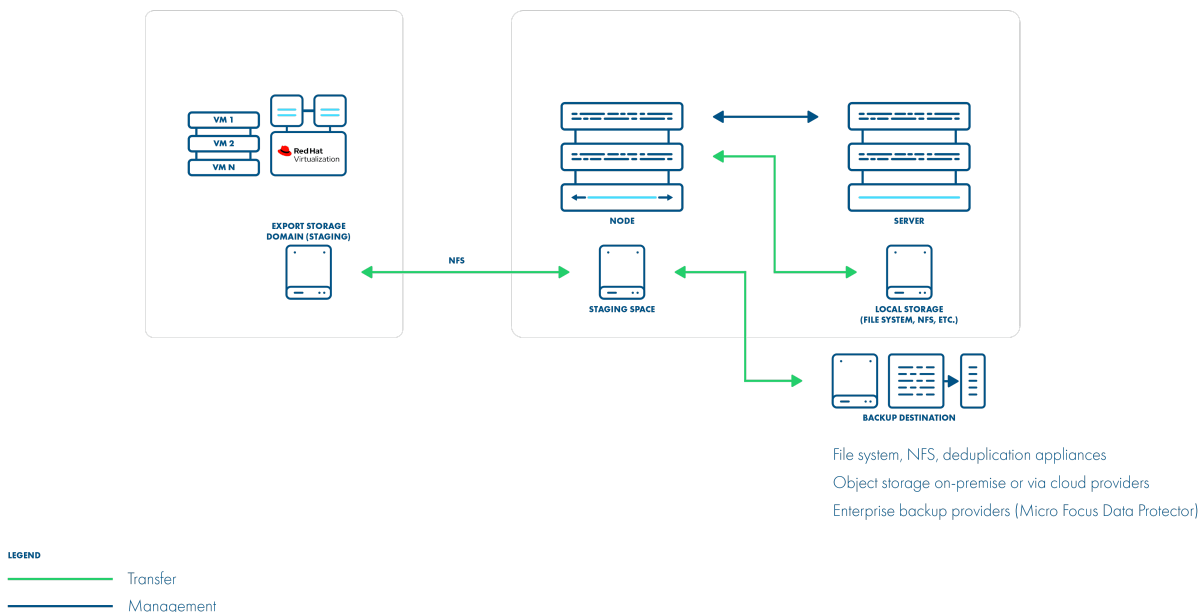 VM 1
VM 2
VM N
Red Hat
Virtualization
EXPORT STORAGE
DOMAIN (STAGING)
NFS
NODE
SERVER
STAGING SPACE
LOCAL STORAGE
(FILE SYSTEM, NFS, ETC.)
BACKUP DESTINATION
File system, NFS, deduplication appliances
Object storage on-premise or via cloud providers
Enterprise backup providers (Micro Focus Data Protector)
LEGEND
Transfer
Management